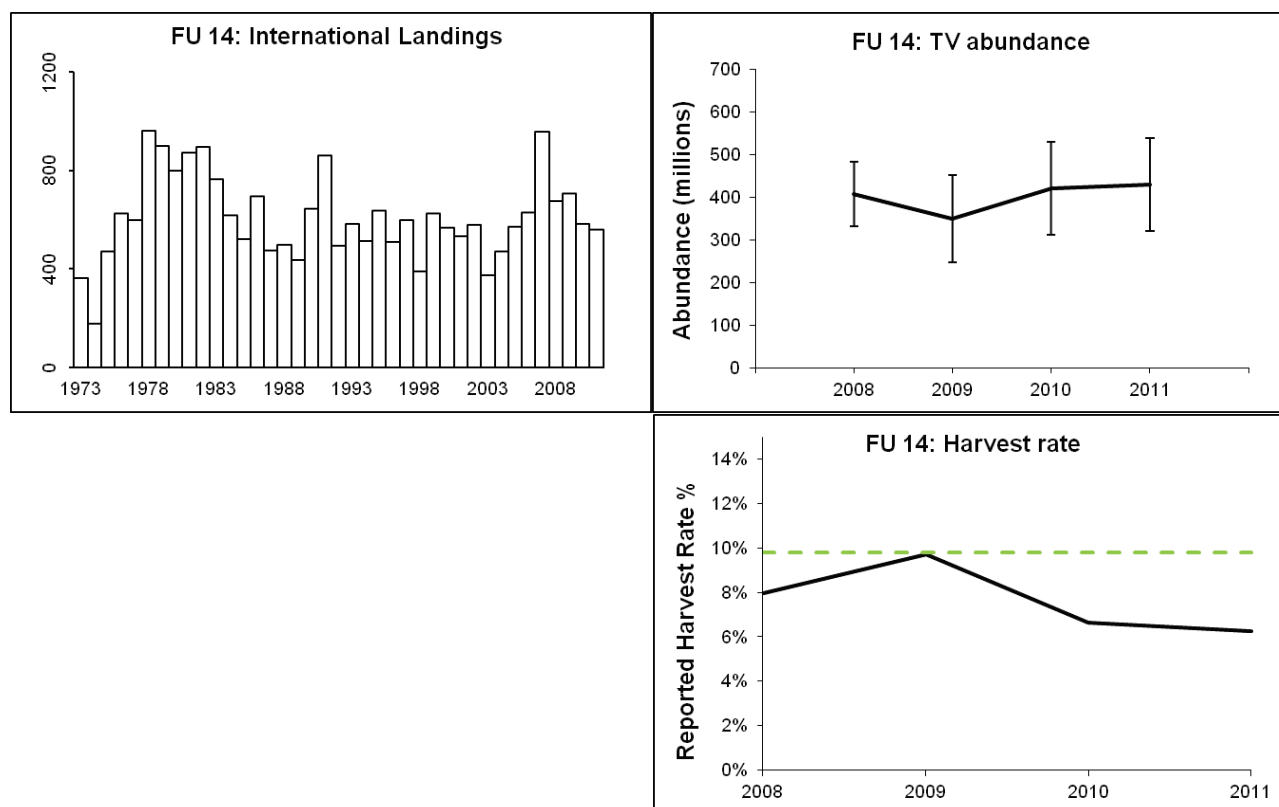 FU 14: International Landings
1200
800
400
0
1973 1978 1983 1988 1993 1998 2003 2008
FU 14: TV abundance
Abundance (millions)
700
600
500
400
300
200
100
0
2008 2009 2010 2011
FU 14: Harvest rate
Reported Harvest Rate %
14%
12%
10%
8%
6%
4%
2%
0%
2008 2009 2010 2011